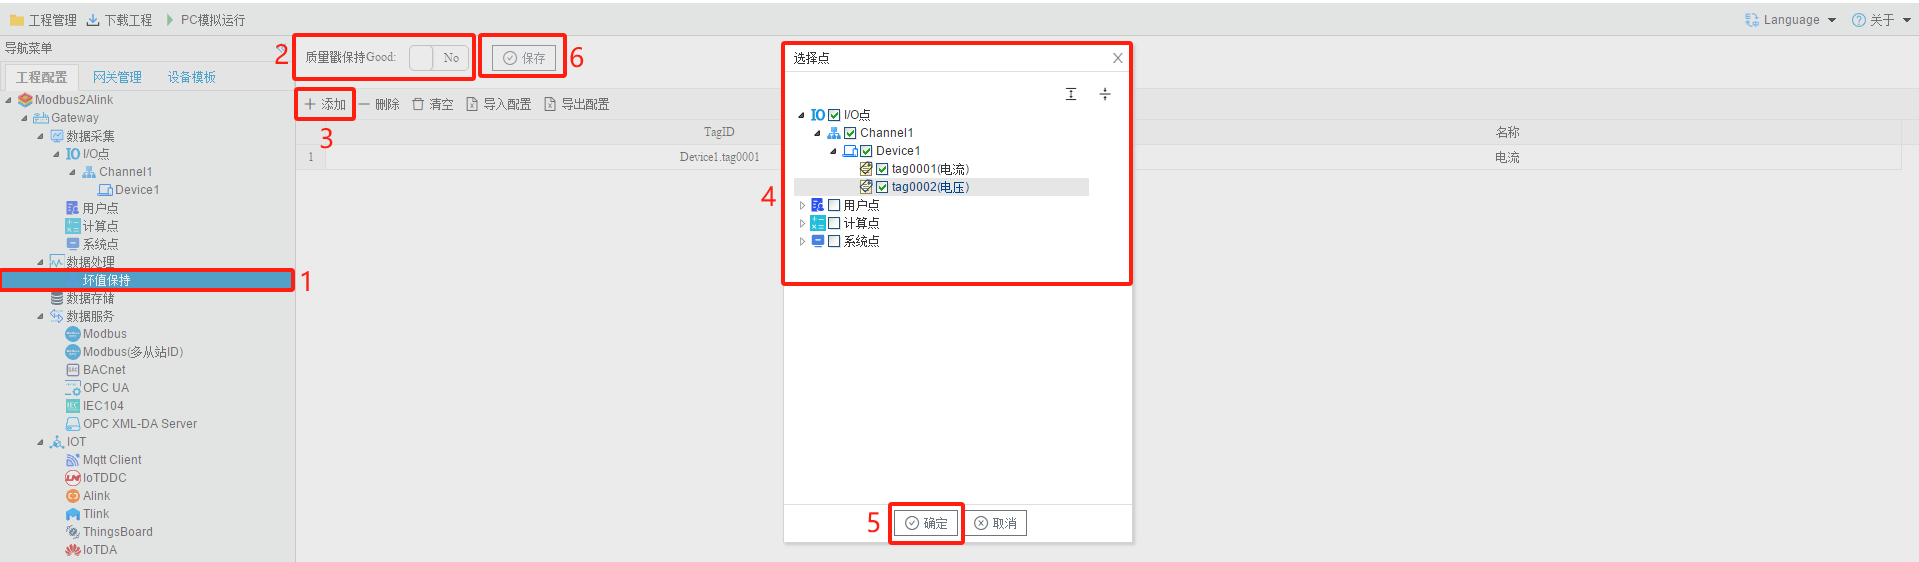 工程管理 下载工程 PC模拟运行 Language 关于
导航菜单
工程配置 网关管理 设备模板
Modbus2Alink
Gateway
数据采集
I/O点
Channel1
Device1
用户点
计算点
系统点
数据处理
坏值保持
1
数据存储
数据服务
Modbus
Modbus(多从站ID)
BACnet
OPC UA
IEC104
OPC XML-DA Server
IOT
Mqtt Client
IoTDDC
Alink
Tlink
ThingsBoard
IoTDA
2 质量戳保持Good: No 保存 6
添加 删除 清空 导入配置 导出配置
3
TagID 名称
1 Device1.tag0001 电流
选择点
4
I/O点
Channel1
Device1
tag0001(电流)
tag0002(电压)
用户点
计算点
系统点
5 确定 取消